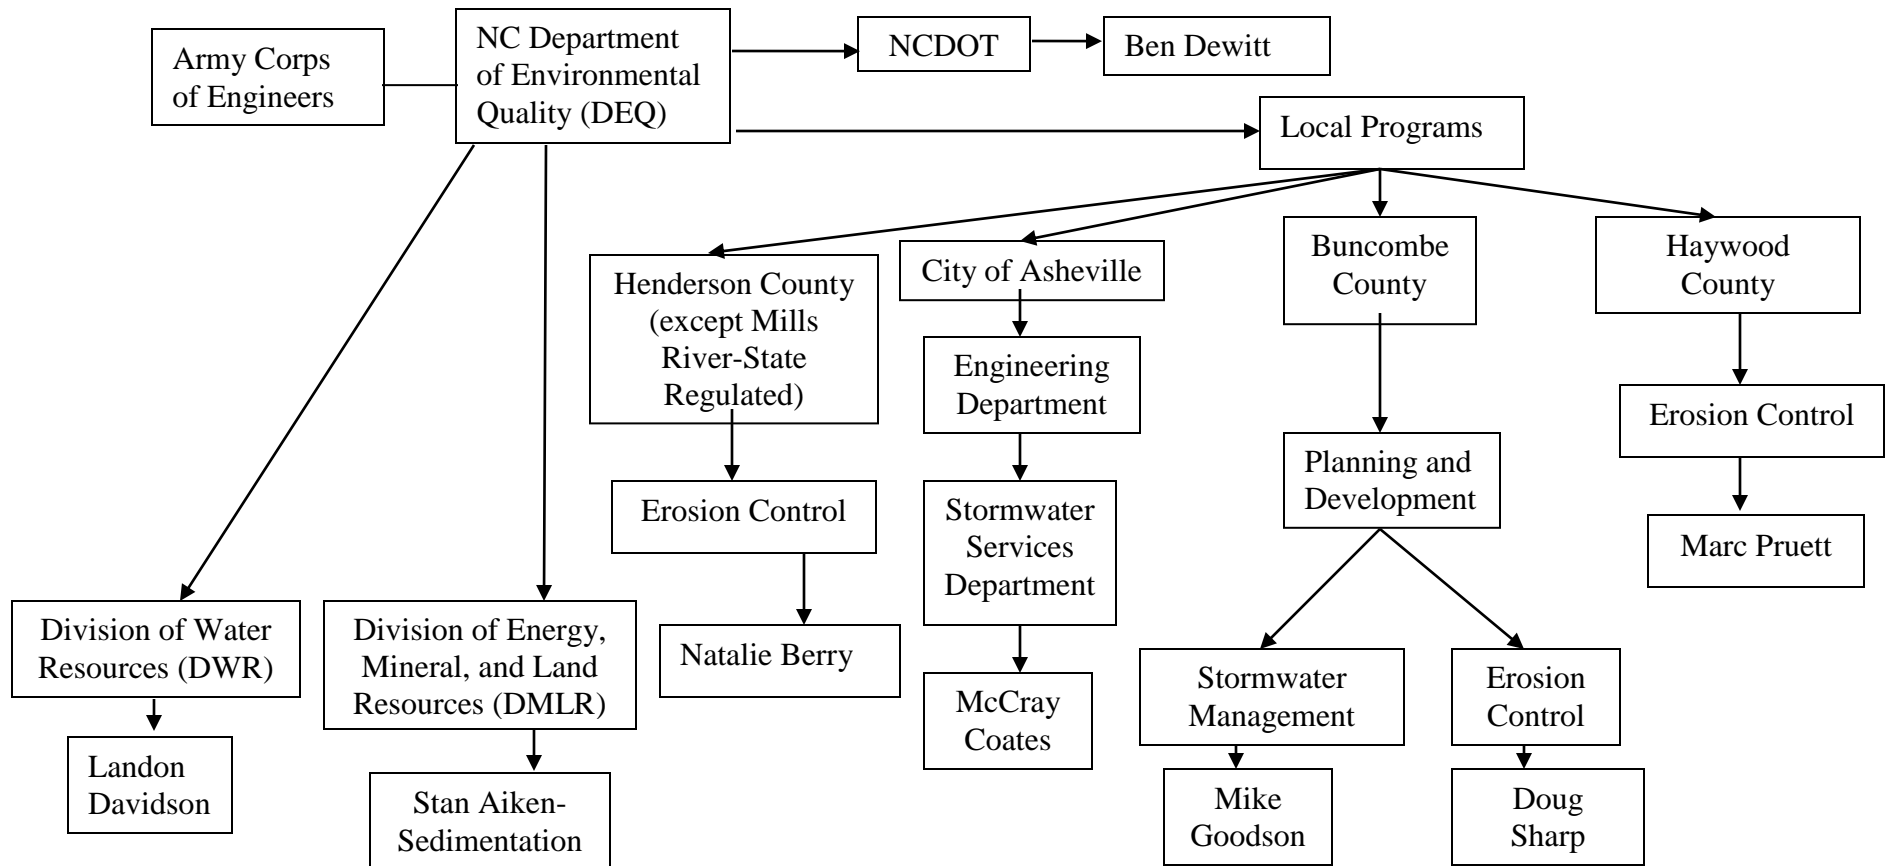 Army Corps
of Engineers
NC Department
of Environmental
Quality (DEQ)
NCDOT
Ben Dewitt
Local Programs
Henderson County
(except Mills
River-State
Regulated)
City of Asheville
Buncombe
County
Haywood
County
Engineering
Department
Erosion Control
Planning and
Development
Erosion Control
Stormwater
Services
Department
Marc Pruett
Division of Water
Resources (DWR)
Division of Energy,
Mineral, and Land
Resources (DMLR)
Natalie Berry
McCray
Coates
Stormwater
Management
Erosion
Control
Landon
Davidson
Stan Aiken-
Sedimentation
Mike
Goodson
Doug
Sharp